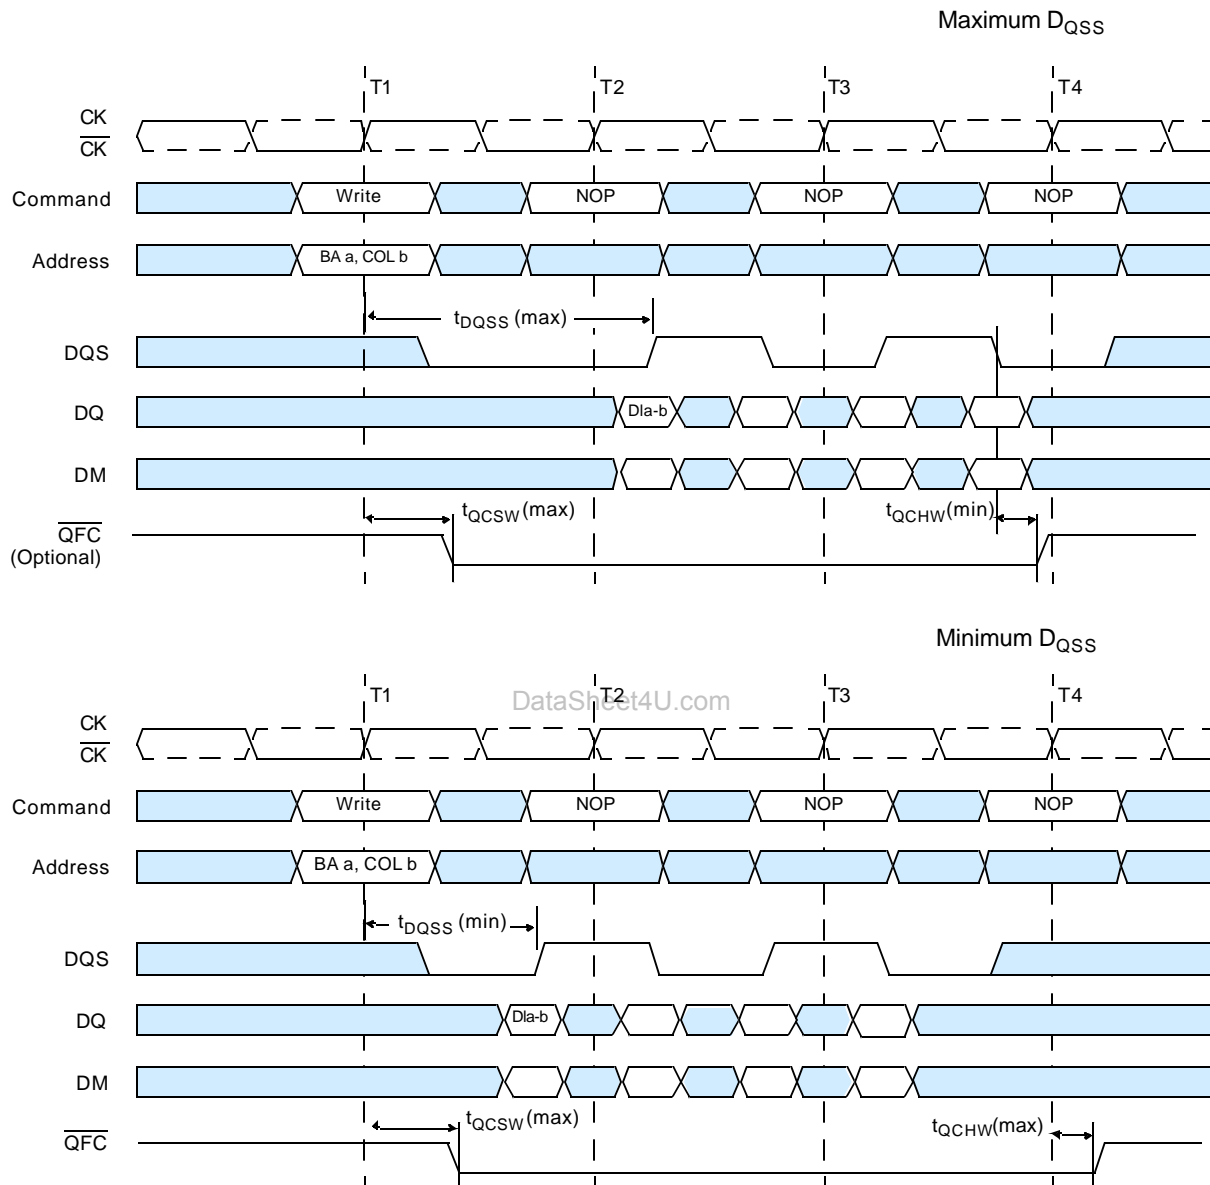 Maximum DQSS
T1 T2 T3 T4
CK
CK
Command Write NOP NOP NOP
Address BA a, COL b
tDQSS (max)
DQS
DQ DIa-b
DM
tQCSW(max) tQCHW(min)
QFC
(Optional)
Minimum DQSS
T1 T2 T3 T4
DataSheet4U.com
CK
CK
Command Write NOP NOP NOP
Address BA a, COL b
tDQSS (min)
DQS
DQ DIa-b
DM
tQCSW(max) tQCHW(max)
QFC